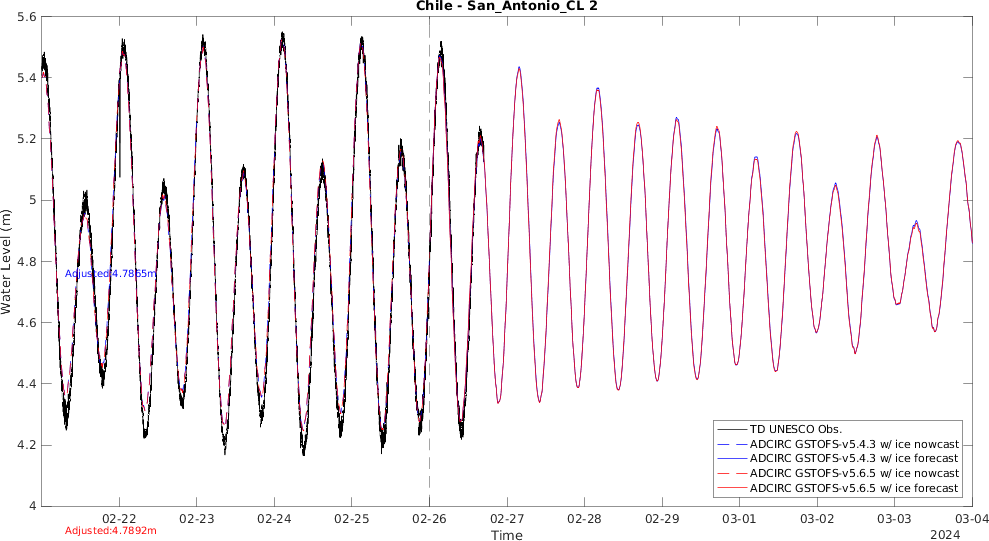 Chile - San_Antonio_CL 2
Water Level (m)
5.6
5.4
5.2
5
4.8
4.6
4.4
4.2
4
Adjusted:4.7865m
TD UNESCO Obs.
ADCIRC GSTOFS-v5.4.3 w/ ice nowcast
ADCIRC GSTOFS-v5.4.3 w/ ice forecast
ADCIRC GSTOFS-v5.6.5 w/ ice nowcast
ADCIRC GSTOFS-v5.6.5 w/ ice forecast
02-22 02-23 02-24 02-25 02-26 02-27 02-28 02-29 03-01 03-02 03-03 03-04
Adjusted:4.7892m
Time
2024